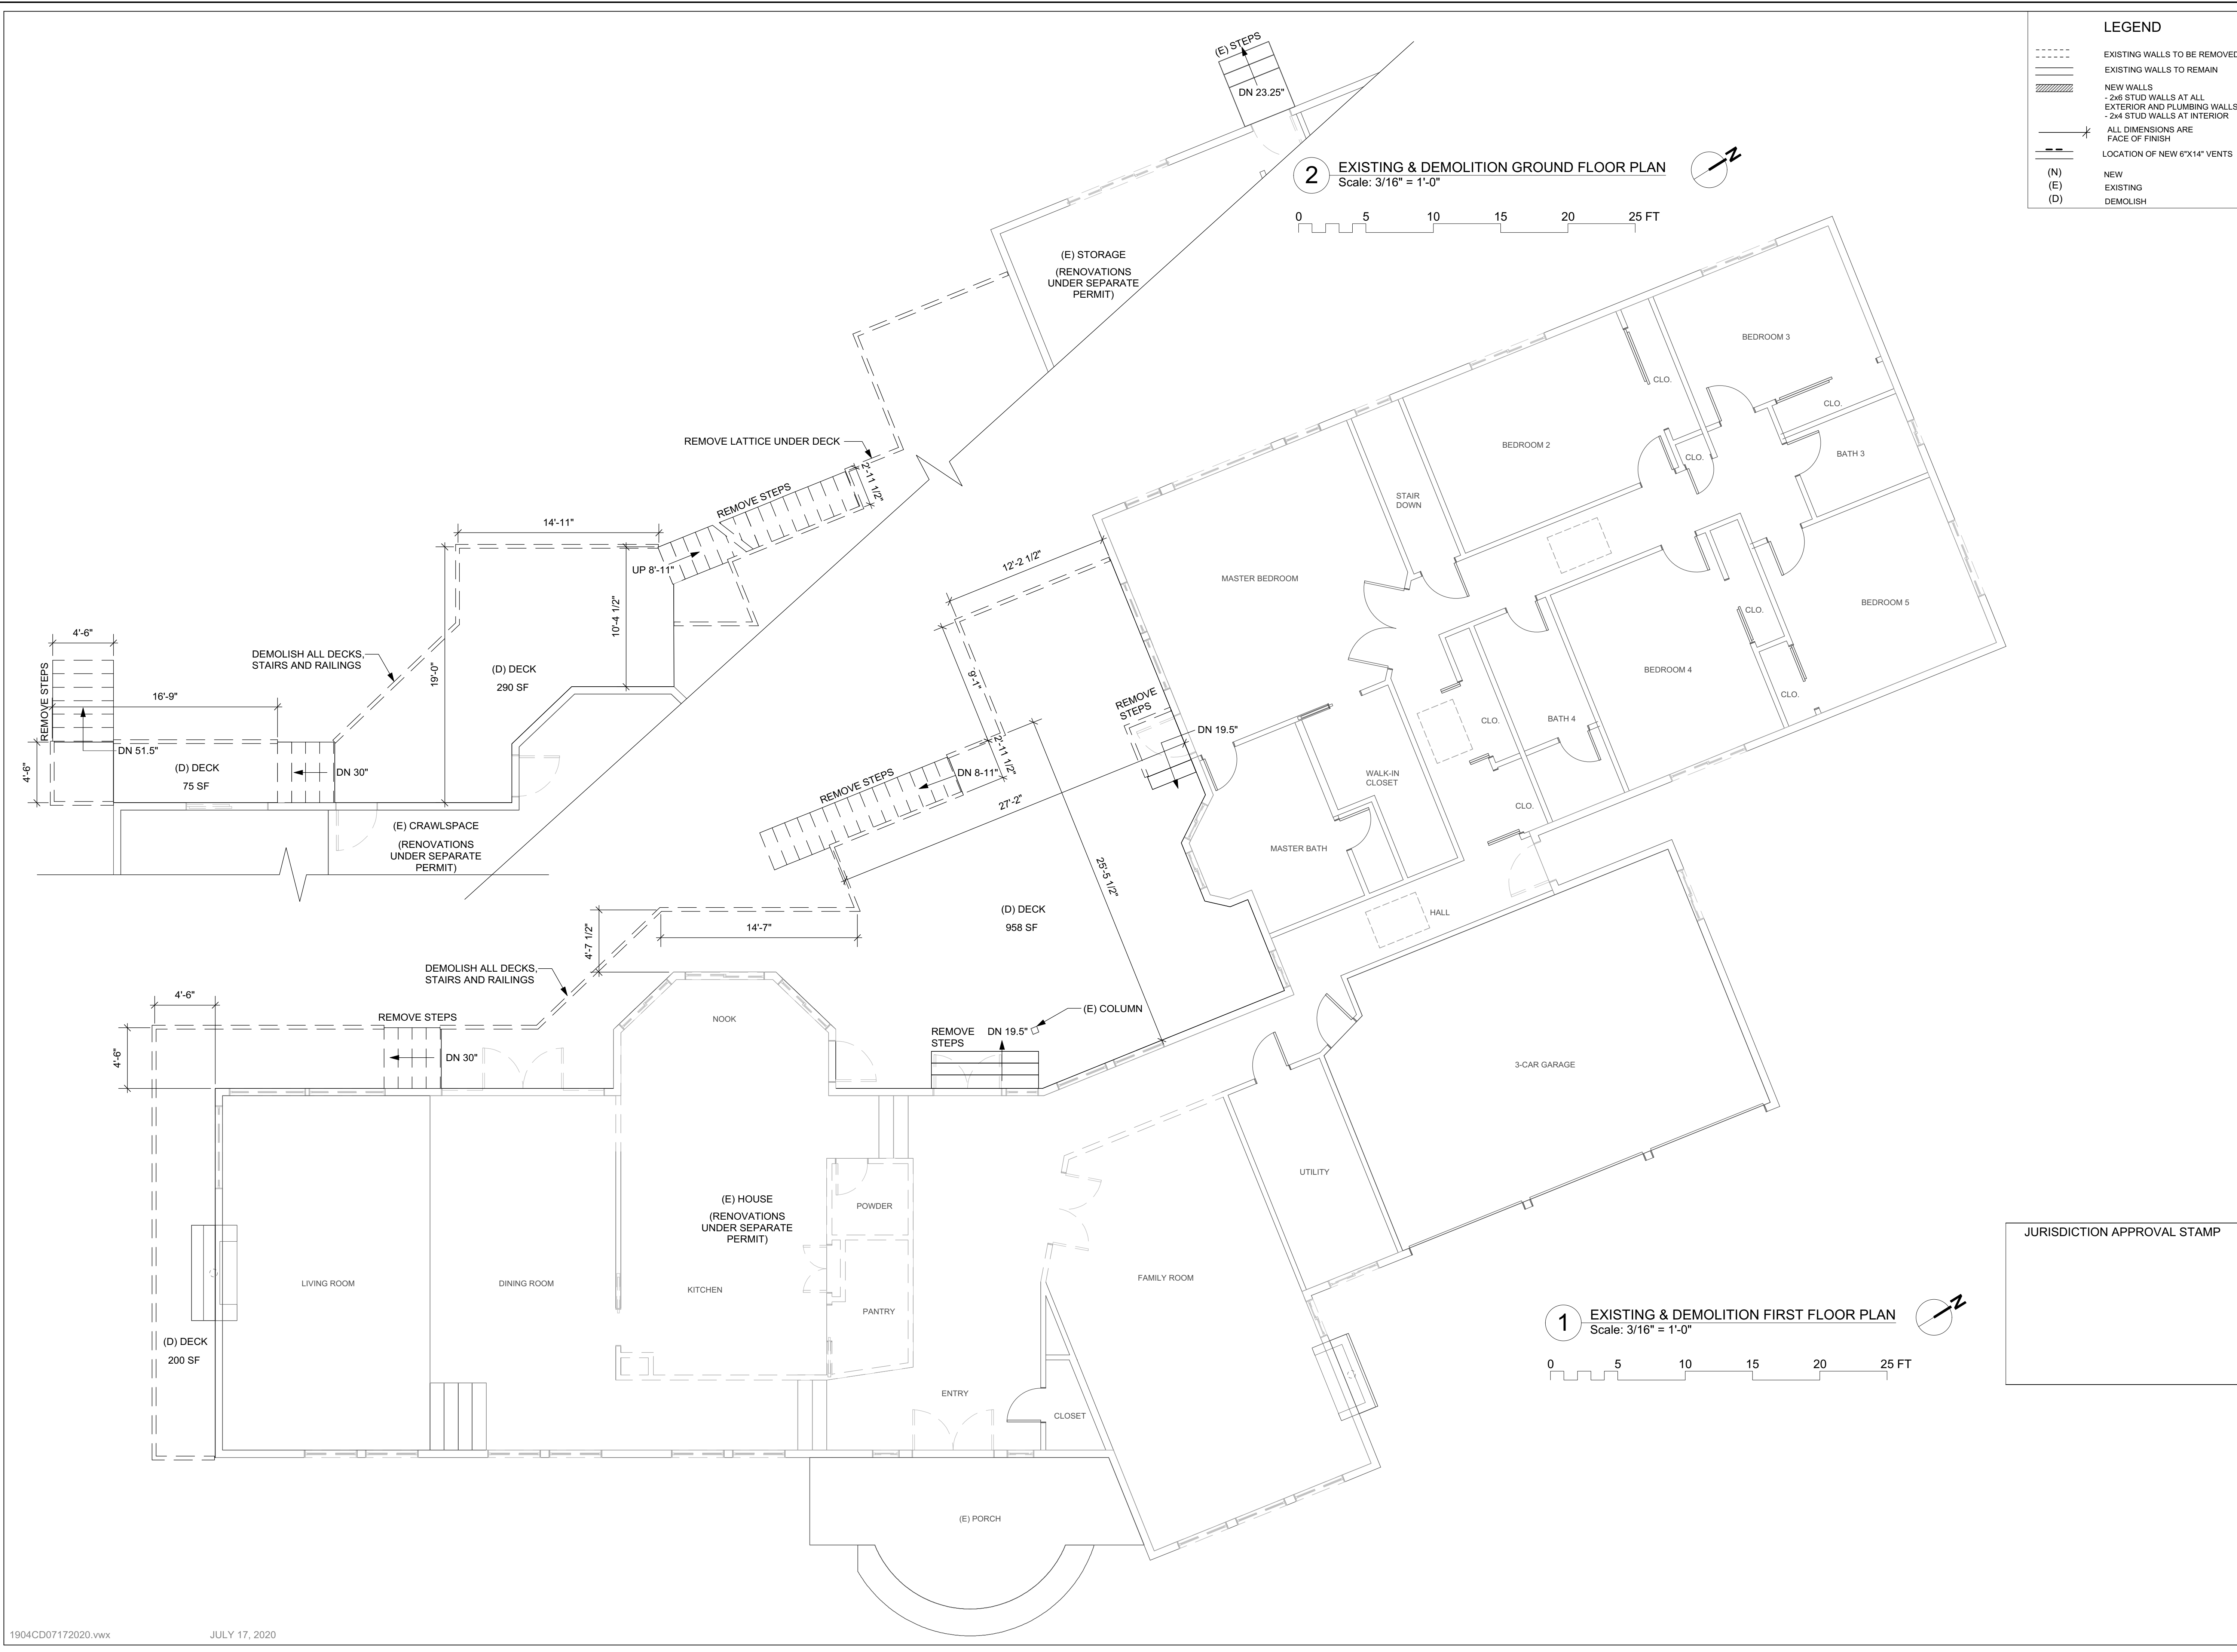 LEGEND
EXISTING WALLS TO BE REMOVED
EXISTING WALLS TO REMAIN
NEW WALLS
- 2x6 STUD WALLS AT ALL
EXTERIOR AND PLUMBING WALLS
- 2x4 STUD WALLS AT INTERIOR
ALL DIMENSIONS ARE
FACE OF FINISH
LOCATION OF NEW 6"X14" VENTS
(N) NEW
(E) EXISTING
(D) DEMOLISH
(E) STEPS
DN 23.25"
2 EXISTING & DEMOLITION GROUND FLOOR PLAN
Scale: 3/16" = 1'-0"
N
0 5 10 15 20 25 FT
(E) STORAGE
(RENOVATIONS
UNDER SEPARATE
PERMIT)
REMOVE LATTICE UNDER DECK
2'-11 1/2"
REMOVE STEPS
14'-11"
UP 8'-11"
10'-4 1/2"
19'-0"
4'-6"
DEMOLISH ALL DECKS,
STAIRS AND RAILINGS
(D) DECK
290 SF
REMOVE STEPS
16'-9"
DN 51.5"
4'-6"
(D) DECK
75 SF
DN 30"
(E) CRAWLSPACE
(RENOVATIONS
UNDER SEPARATE
PERMIT)
BEDROOM 3
CLO.
CLO.
BEDROOM 2
CLO.
BATH 3
STAIR
DOWN
MASTER BEDROOM
BEDROOM 5
CLO.
BEDROOM 4
CLO.
CLO.
BATH 4
WALK-IN
CLOSET
CLO.
MASTER BATH
HALL
12'-2 1/2"
9'-1"
REMOVE
STEPS
DN 19.5"
2'-11 1/2"
DN 8-11"
REMOVE STEPS
27'-2"
25'-5 1/2"
(D) DECK
958 SF
4'-7 1/2"
14'-7"
DEMOLISH ALL DECKS,
STAIRS AND RAILINGS
4'-6"
REMOVE STEPS
4'-6"
DN 30"
NOOK
(E) COLUMN
REMOVE
STEPS
DN 19.5"
3-CAR GARAGE
UTILITY
(E) HOUSE
(RENOVATIONS
UNDER SEPARATE
PERMIT)
POWDER
LIVING ROOM
DINING ROOM
KITCHEN
PANTRY
FAMILY ROOM
(D) DECK
200 SF
ENTRY
CLOSET
(E) PORCH
JURISDICTION APPROVAL STAMP
1 EXISTING & DEMOLITION FIRST FLOOR PLAN
Scale: 3/16" = 1'-0"
N
0 5 10 15 20 25 FT
1904CD07172020.vwx JULY 17, 2020